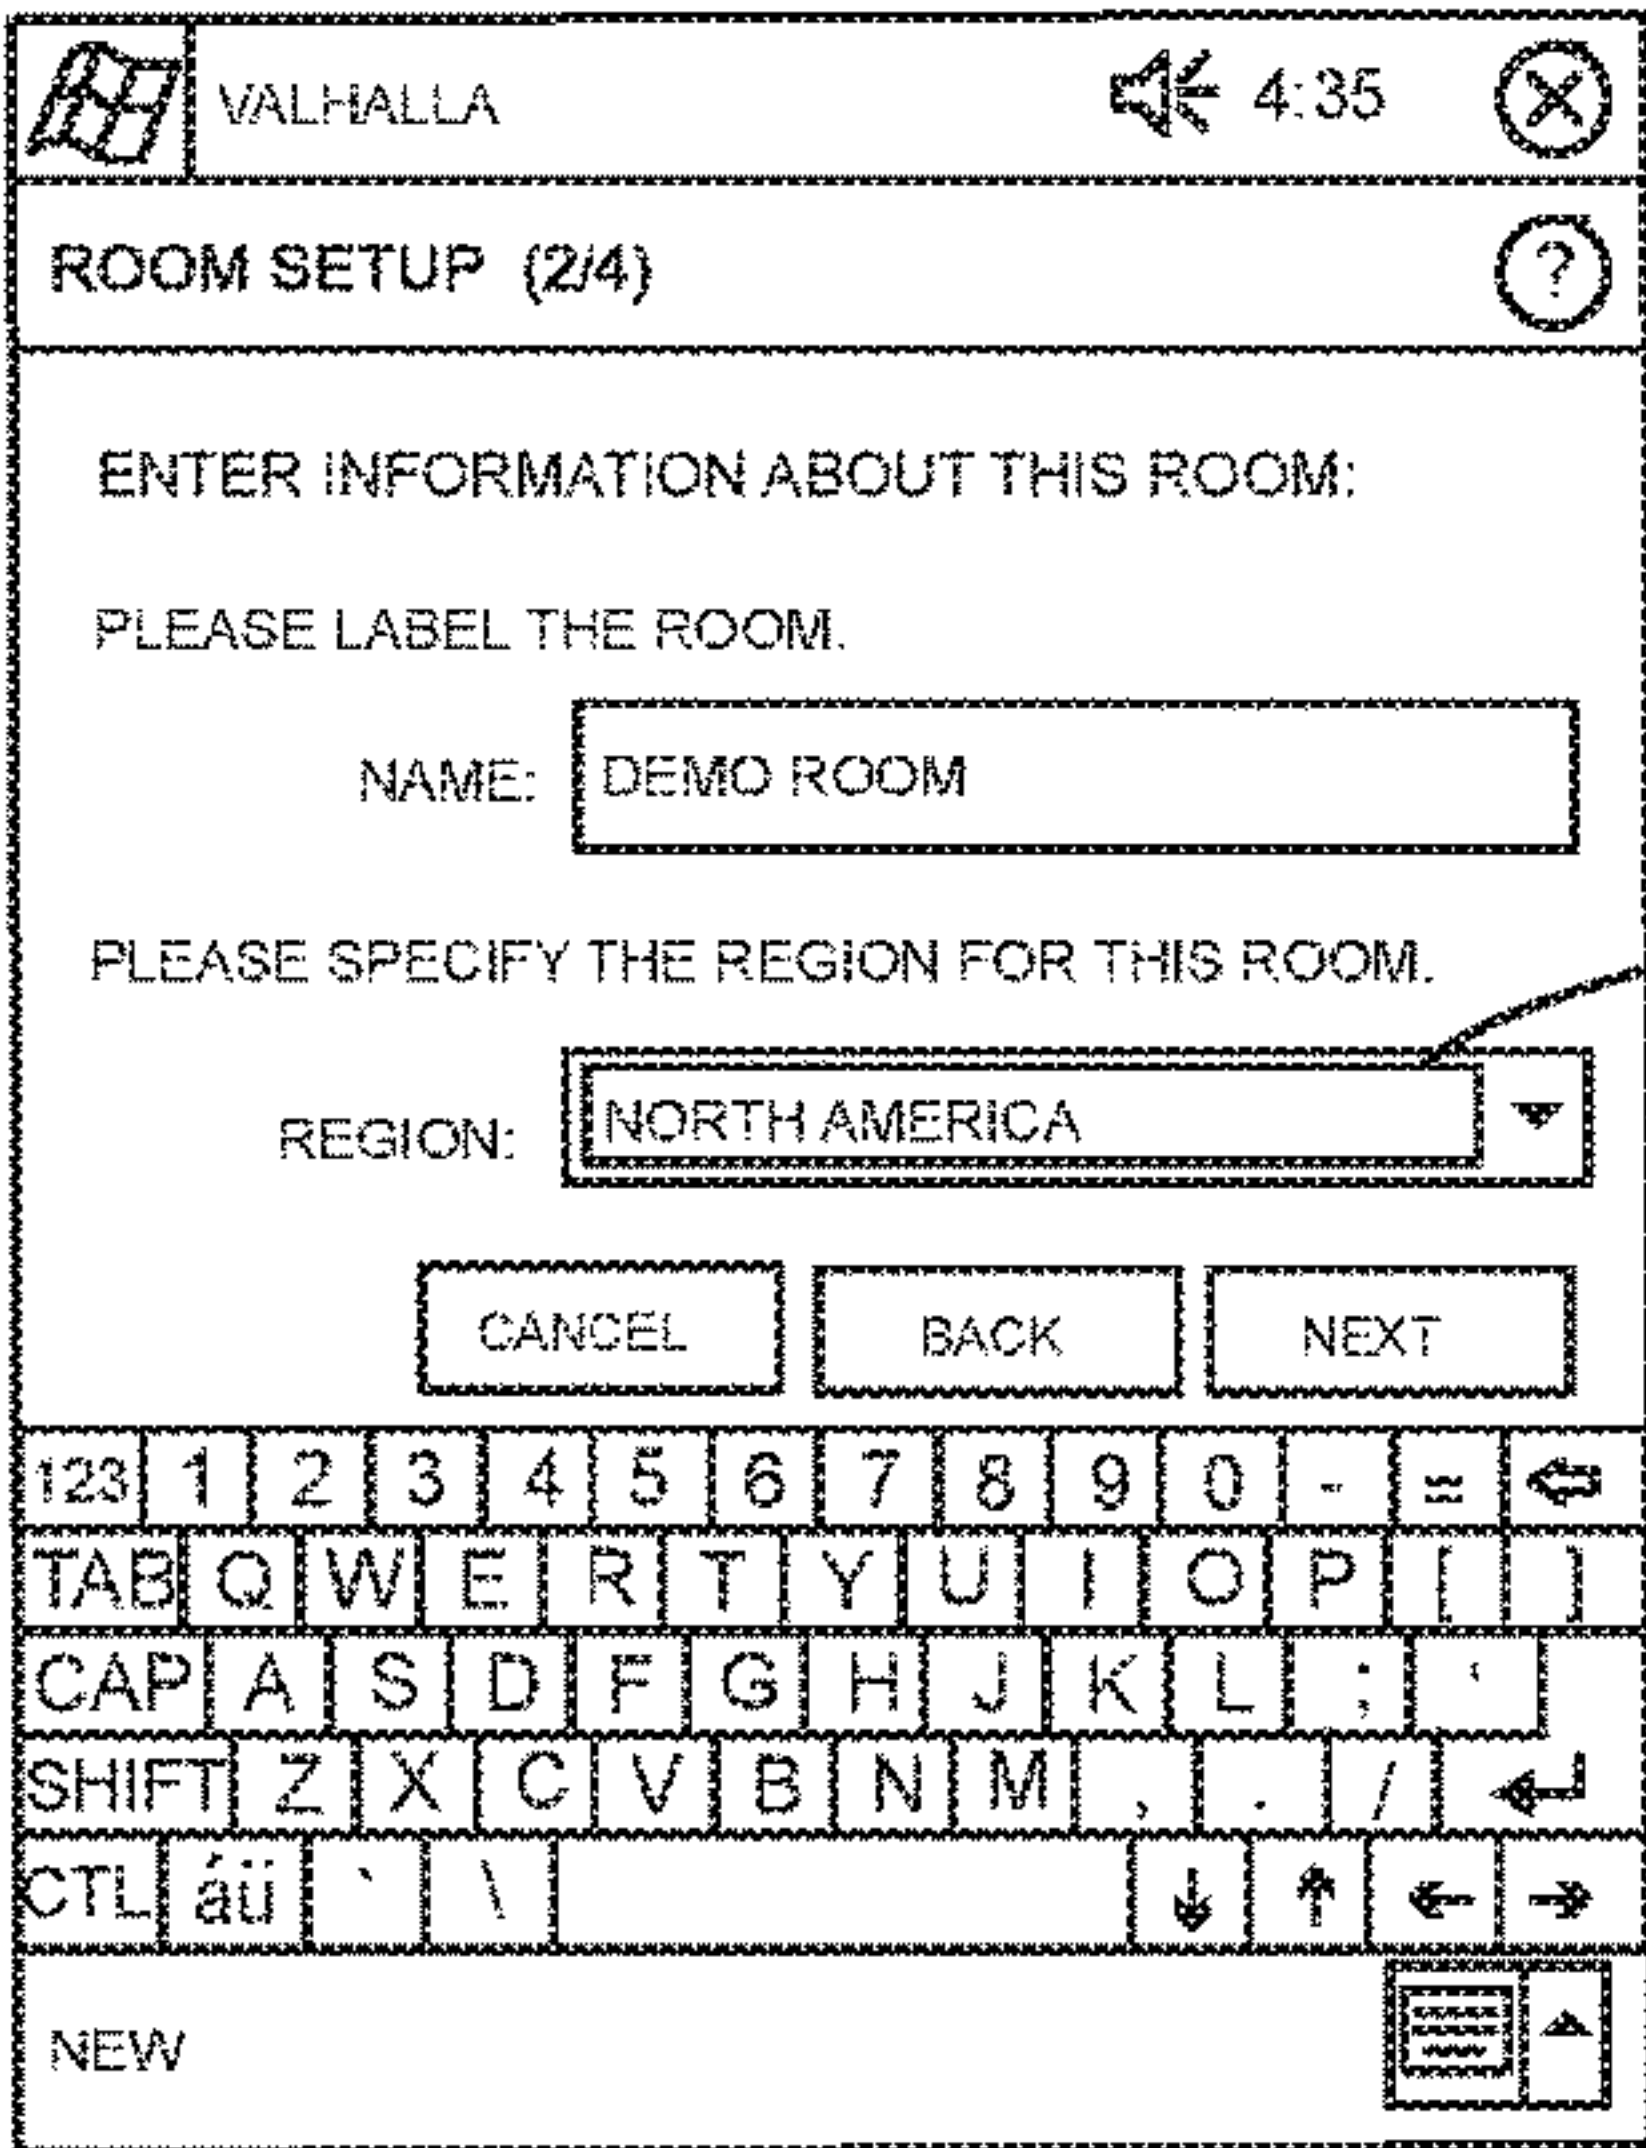 VALHALLA 4:35
ROOM SETUP (2/4) ?
ENTER INFORMATION ABOUT THIS ROOM:
PLEASE LABEL THE ROOM.
NAME: DEMO ROOM
PLEASE SPECIFY THE REGION FOR THIS ROOM.
REGION: NORTH AMERICA
CANCEL BACK NEXT
123 1 2 3 4 5 6 7 8 9 0 - =
TAB Q W E R T Y U I O P [ ]
CAP A S D F G H J K L ; '
SHIFT Z X C V B N M , . /
CTL áü ` \ ↓ ↑ ← →
NEW